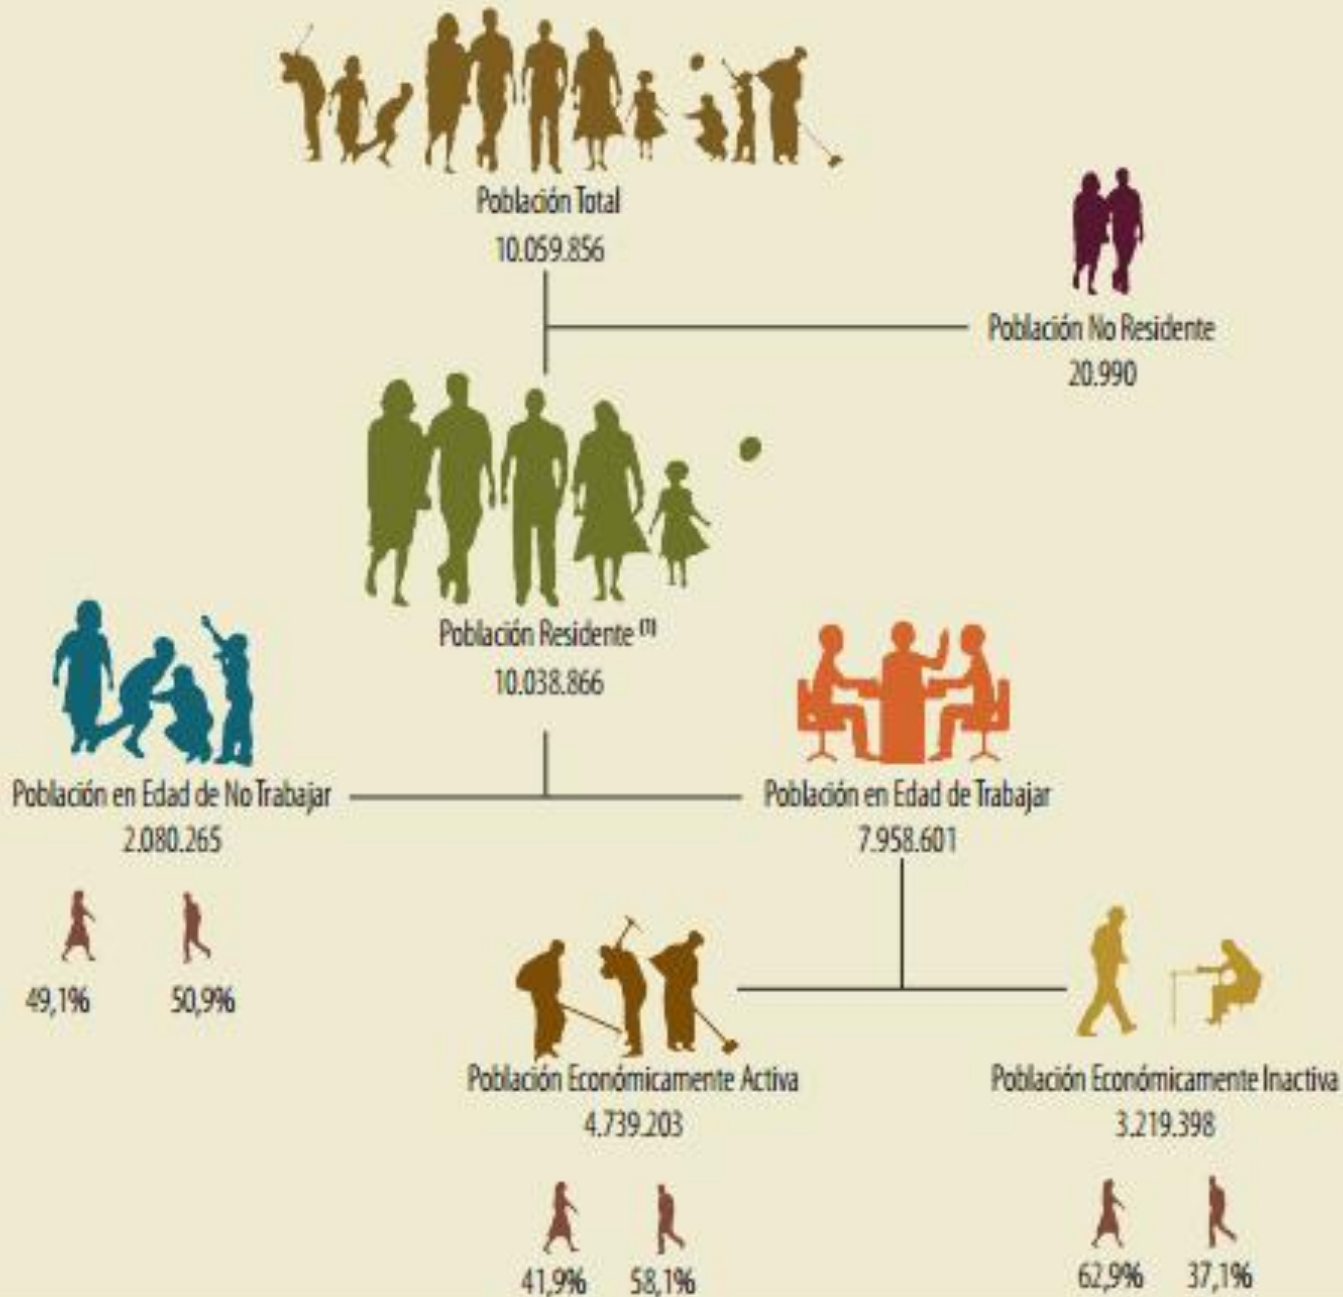 Población Total
10.059.856
Población No Residente
20.990
Población Residente (1)
10.038.866
Población en Edad de No Trabajar
2.080.265
Población en Edad de Trabajar
7.958.601
49,1% 50,9%
Población Económicamente Activa
4.739.203
Población Económicamente Inactiva
3.219.398
41,9% 58,1%
62,9% 37,1%